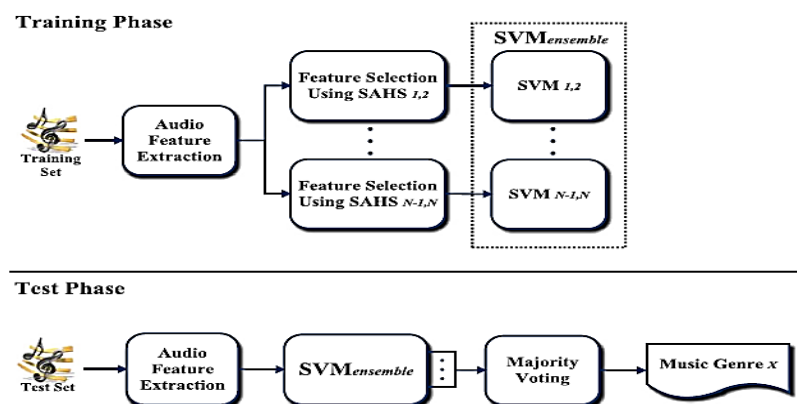 Training Phase
SVMensemble
Feature Selection
Using SAHS 1,2
SVM 1,2
Training
Set
Audio
Feature
Extraction
Feature Selection
Using SAHS N-1,N
SVM N-1,N
Test Phase
Test Set
Audio
Feature
Extraction
SVMensemble
Majority
Voting
Music Genre X